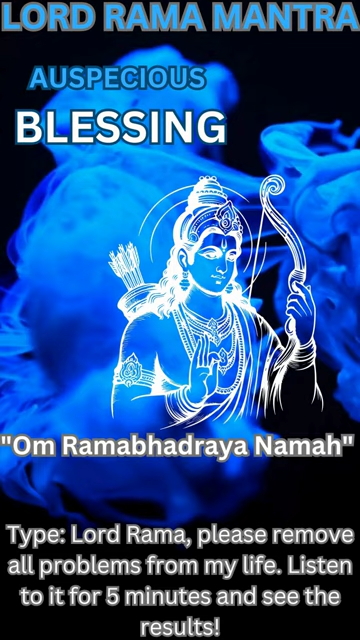 LORD RAMA MANTRA
AUSPECIOUS
BLESSING
"Om Ramabhadraya Namah"
Type: Lord Rama, please remove
all problems from my life. Listen
to it for 5 minutes and see the
results!